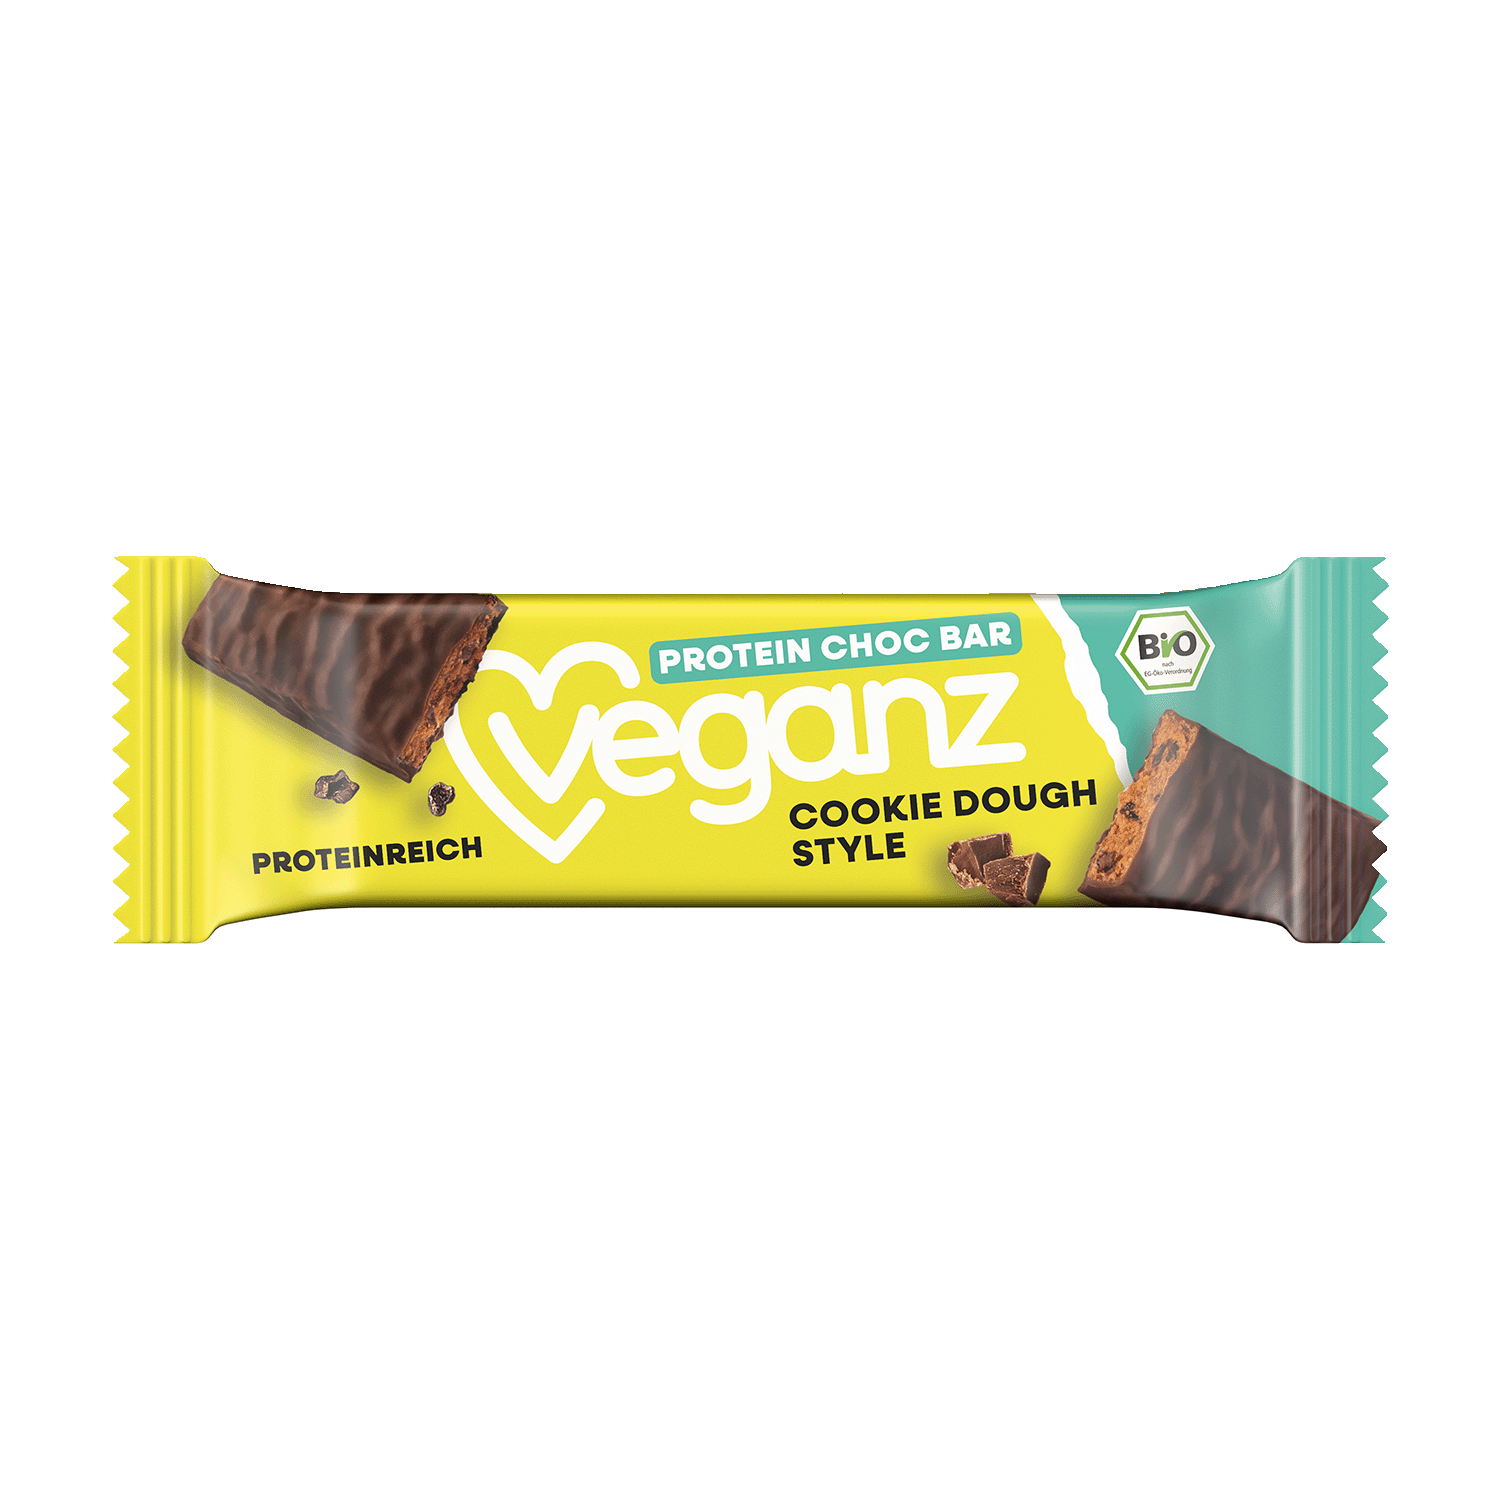 PROTEIN CHOC BAR
veganz
COOKIE DOUGH
STYLE
PROTEINREICH
BiO
nach
EG-Öko-Verordnung